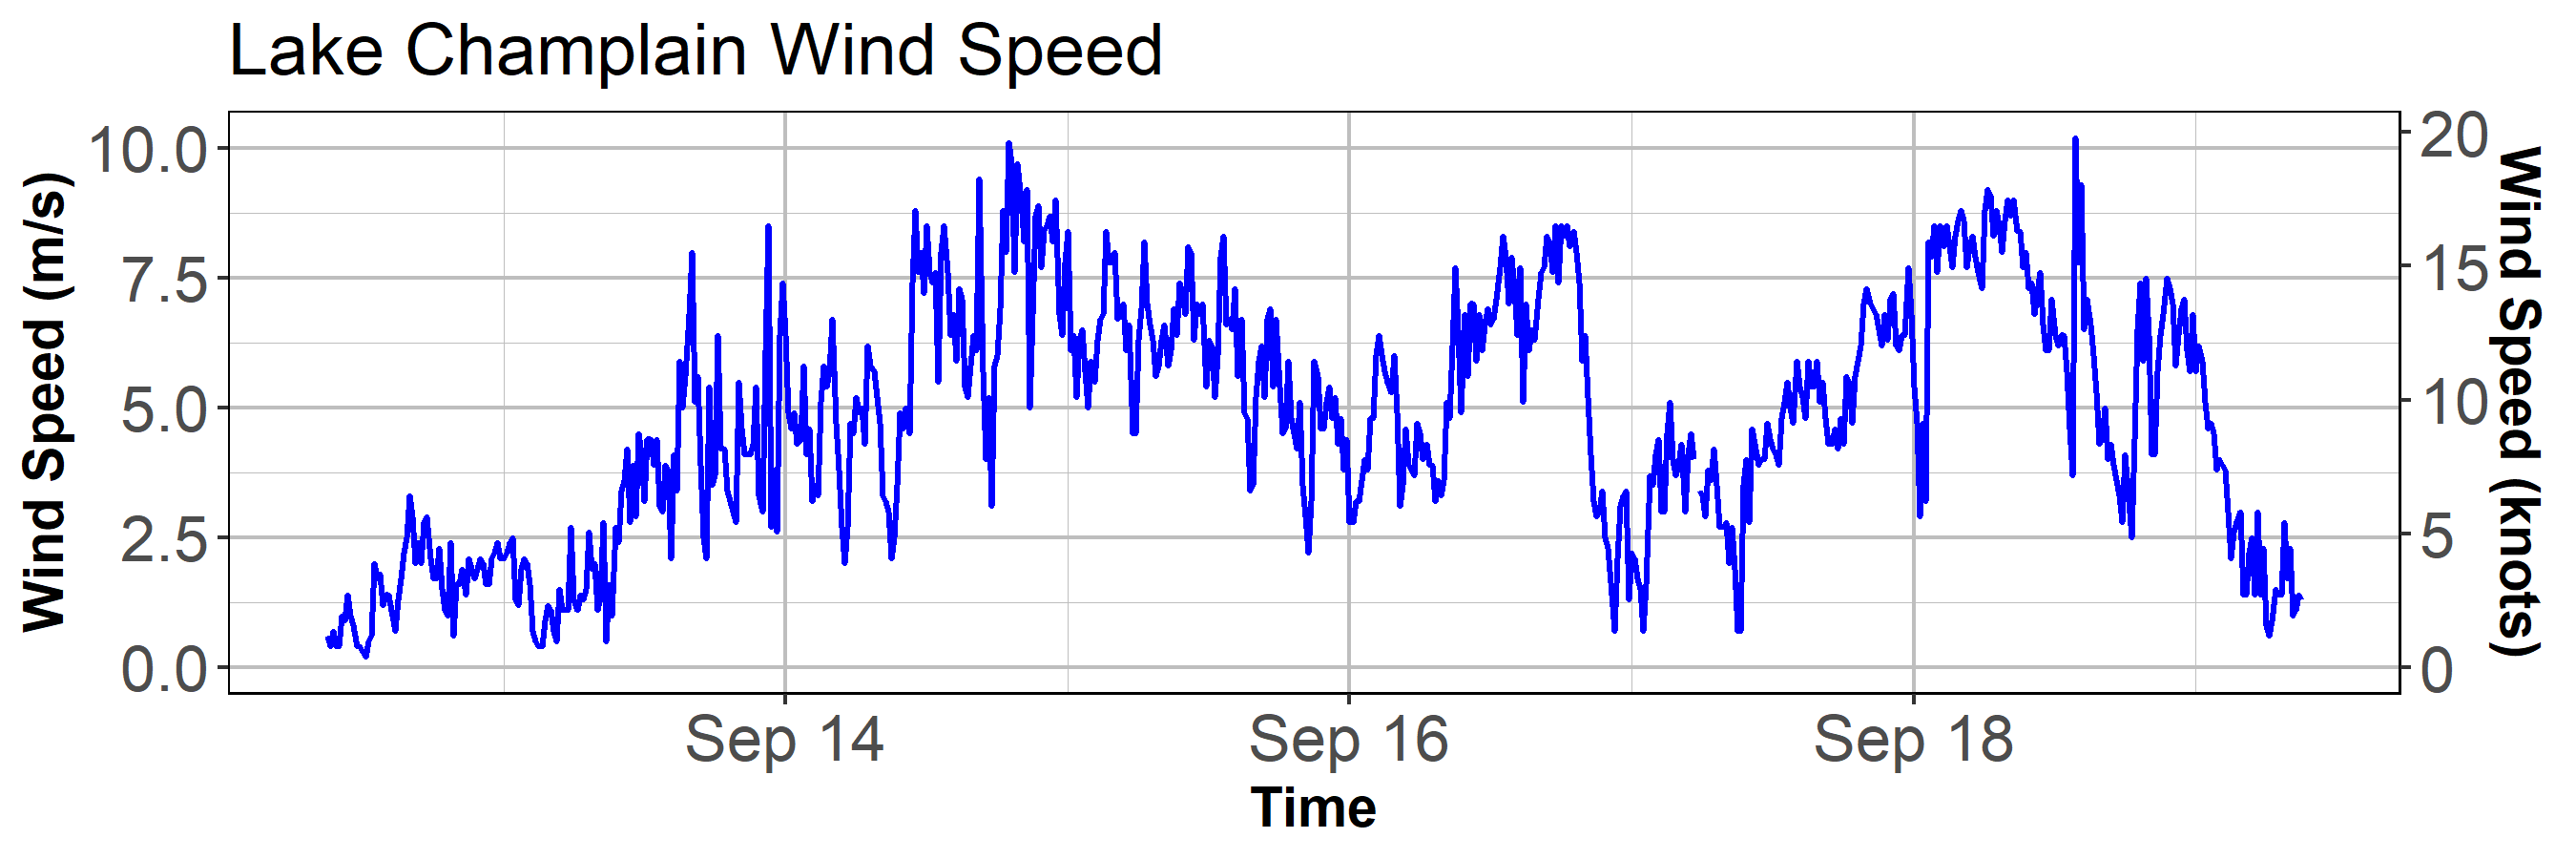 Lake Champlain Wind Speed
Wind Speed (m/s)
10.0
7.5
5.0
2.5
0.0
20
15
10
5
0
Wind Speed (knots)
Sep 14
Sep 16
Sep 18
Time